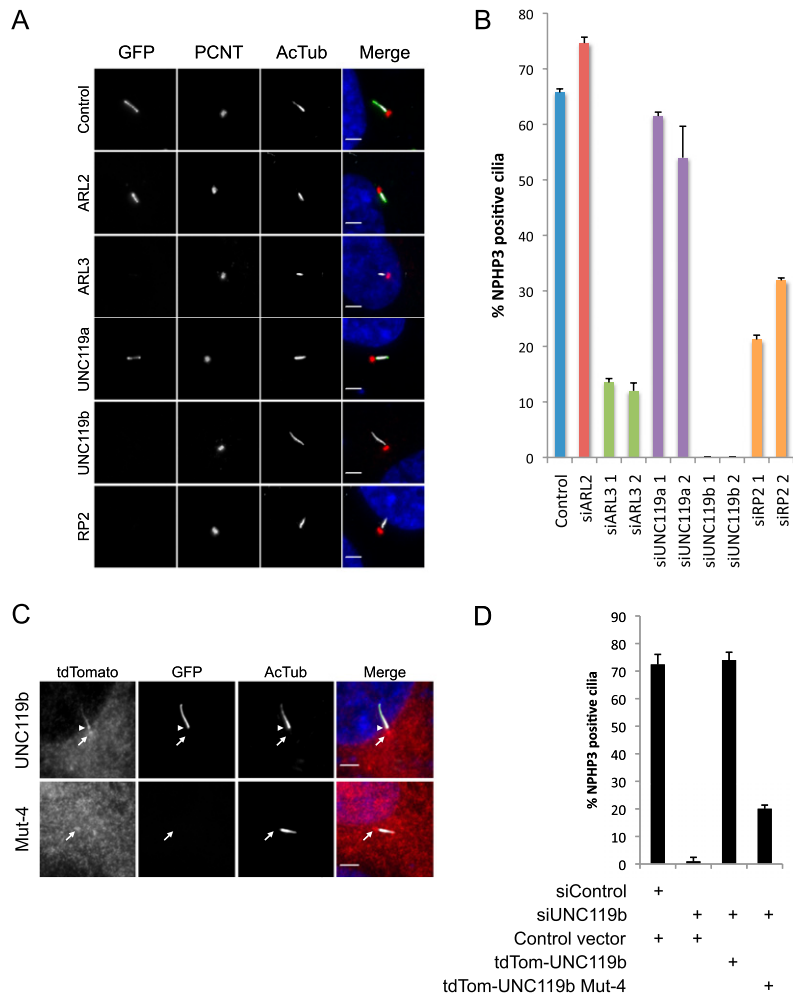 A
GFP PCNT AcTub Merge
Control
ARL2
ARL3
UNC119a
UNC119b
RP2
B
% NPHP3 positive cilia
80
70
60
50
40
30
20
10
0
Control
siARL2
siARL3 1
siARL3 2
siUNC119a 1
siUNC119a 2
siUNC119b 1
siUNC119b 2
siRP2 1
siRP2 2
C
tdTomato GFP AcTub Merge
UNC119b
Mut-4
D
% NPHP3 positive cilia
90
80
70
60
50
40
30
20
10
0
siControl +
siUNC119b + + +
Control vector + +
tdTom-UNC119b +
tdTom-UNC119b Mut-4 +